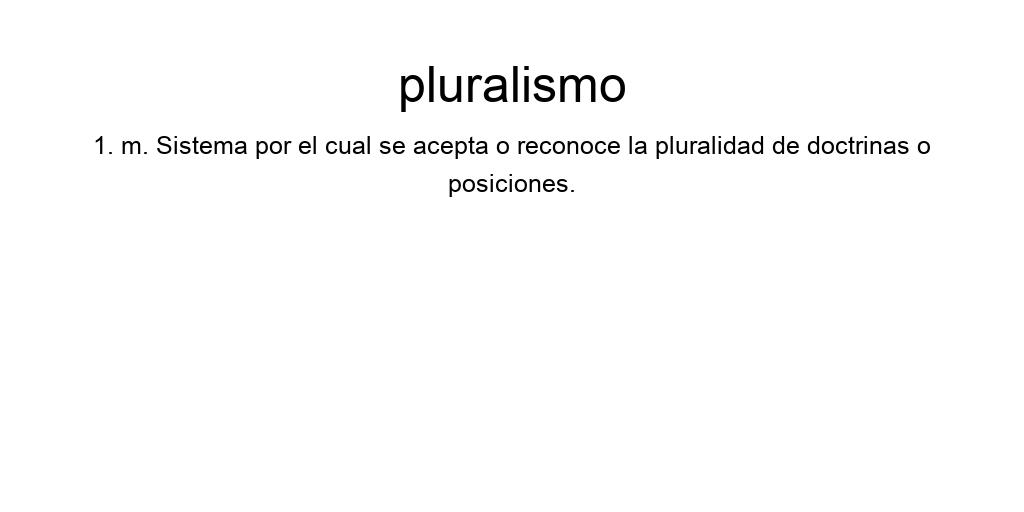 pluralismo
1. m. Sistema por el cual se acepta o reconoce la pluralidad de doctrinas o
posiciones.